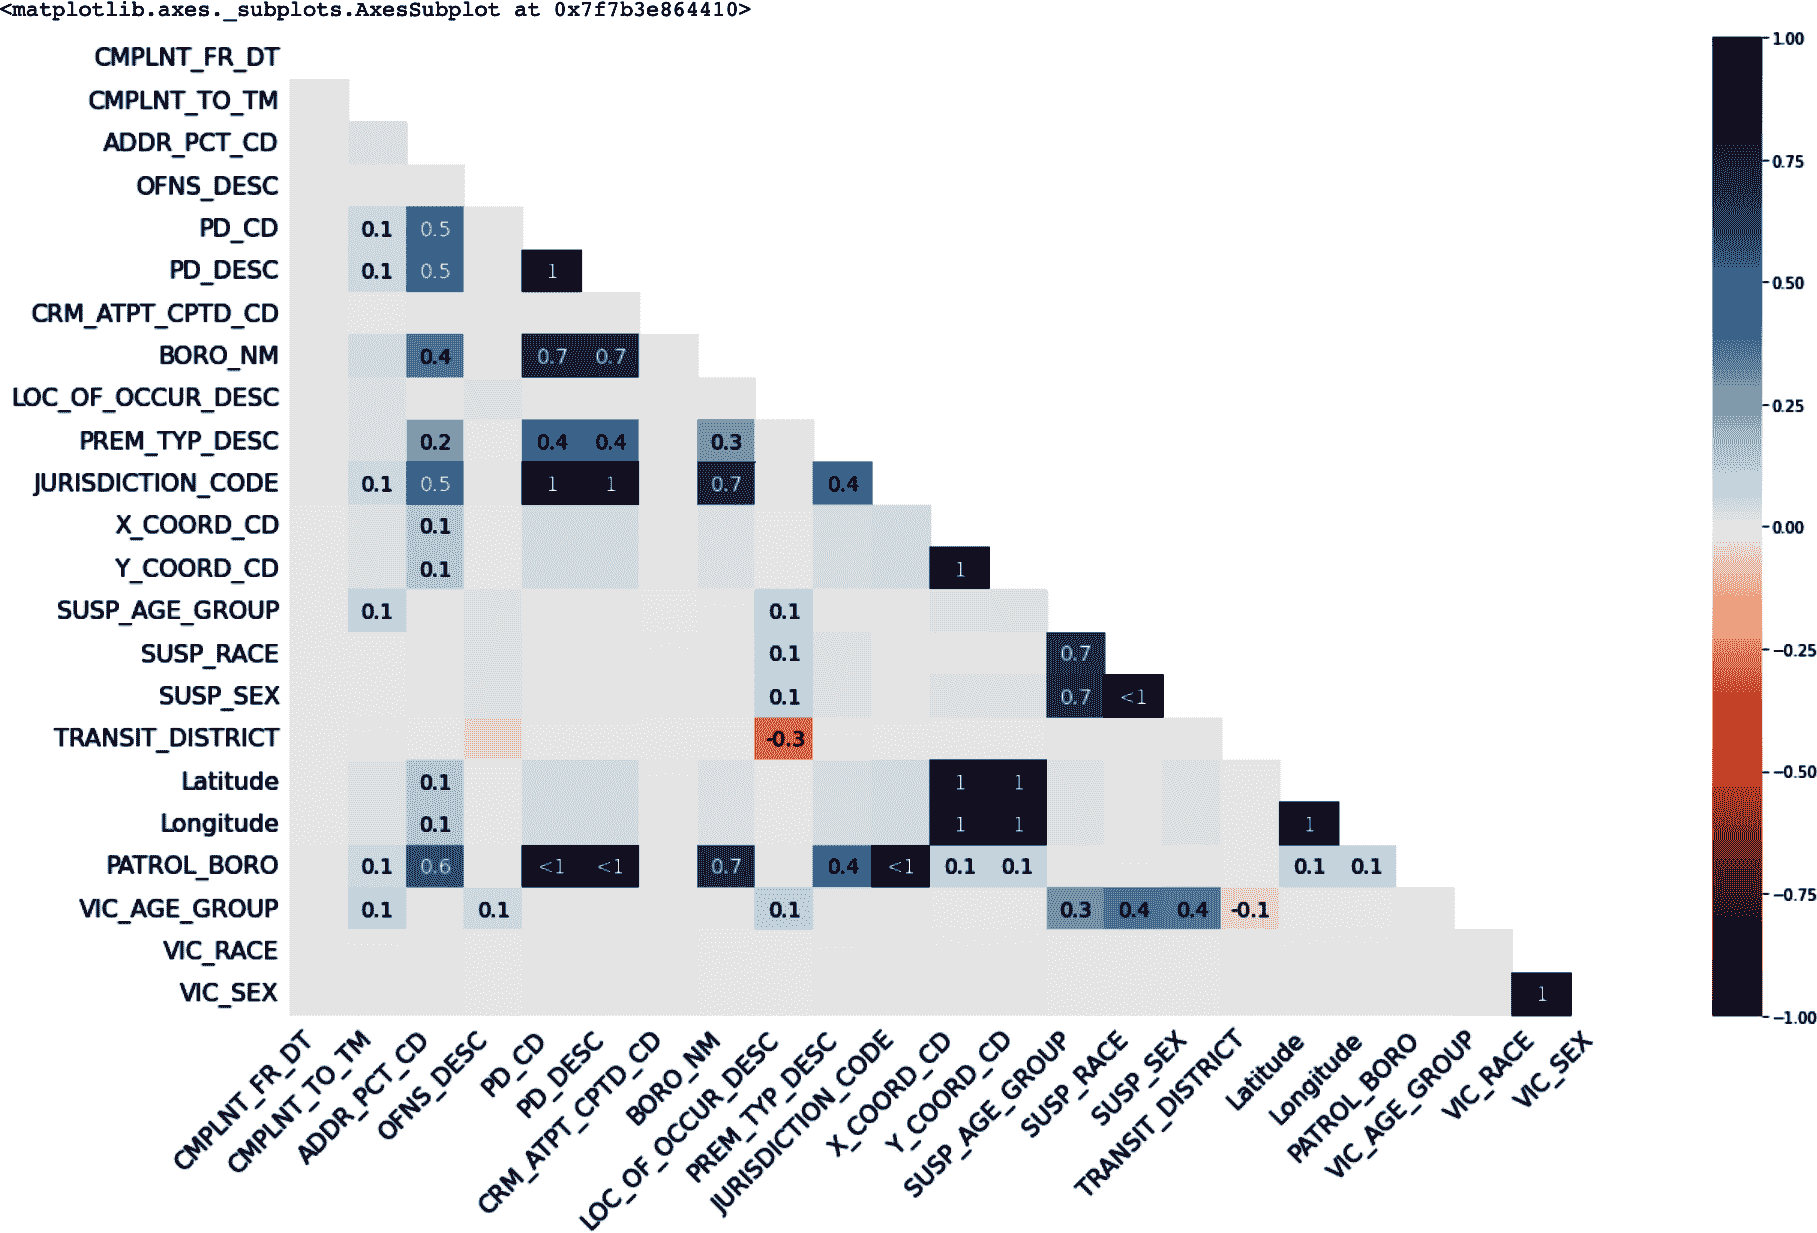 <matplotlib.axes._subplots.AxesSubplot at 0x7f7b3e864410>
CMPLNT_FR_DT
CMPLNT_TO_TM
ADDR_PCT_CD
OFNS_DESC
PD_CD 0.1 0.5
PD_DESC 0.1 0.5 1
CRM_ATPT_CPTD_CD
BORO_NM 0.4 0.7 0.7
LOC_OF_OCCUR_DESC
PREM_TYP_DESC 0.2 0.4 0.4 0.3
JURISDICTION_CODE 0.1 0.5 1 1 0.7 0.4
X_COORD_CD 0.1
Y_COORD_CD 0.1 1
SUSP_AGE_GROUP 0.1 0.1
SUSP_RACE 0.1 0.7
SUSP_SEX 0.1 0.7 <1
TRANSIT_DISTRICT -0.3
Latitude 0.1 1 1
Longitude 0.1 1 1 1
PATROL_BORO 0.1 0.6 <1 <1 0.7 0.4 <1 0.1 0.1 0.1 0.1
VIC_AGE_GROUP 0.1 0.1 0.1 0.3 0.4 0.4 -0.1
VIC_RACE
VIC_SEX 1
CMPLNT_FR_DT
CMPLNT_TO_TM
ADDR_PCT_CD
OFNS_DESC
PD_CD
PD_DESC
CRM_ATPT_CPTD_CD
BORO_NM
LOC_OF_OCCUR_DESC
PREM_TYP_DESC
JURISDICTION_CODE
X_COORD_CD
Y_COORD_CD
SUSP_AGE_GROUP
SUSP_RACE
SUSP_SEX
TRANSIT_DISTRICT
Latitude
Longitude
PATROL_BORO
VIC_AGE_GROUP
VIC_RACE
VIC_SEX
1.00
0.75
0.50
0.25
0.00
−0.25
−0.50
−0.75
−1.00